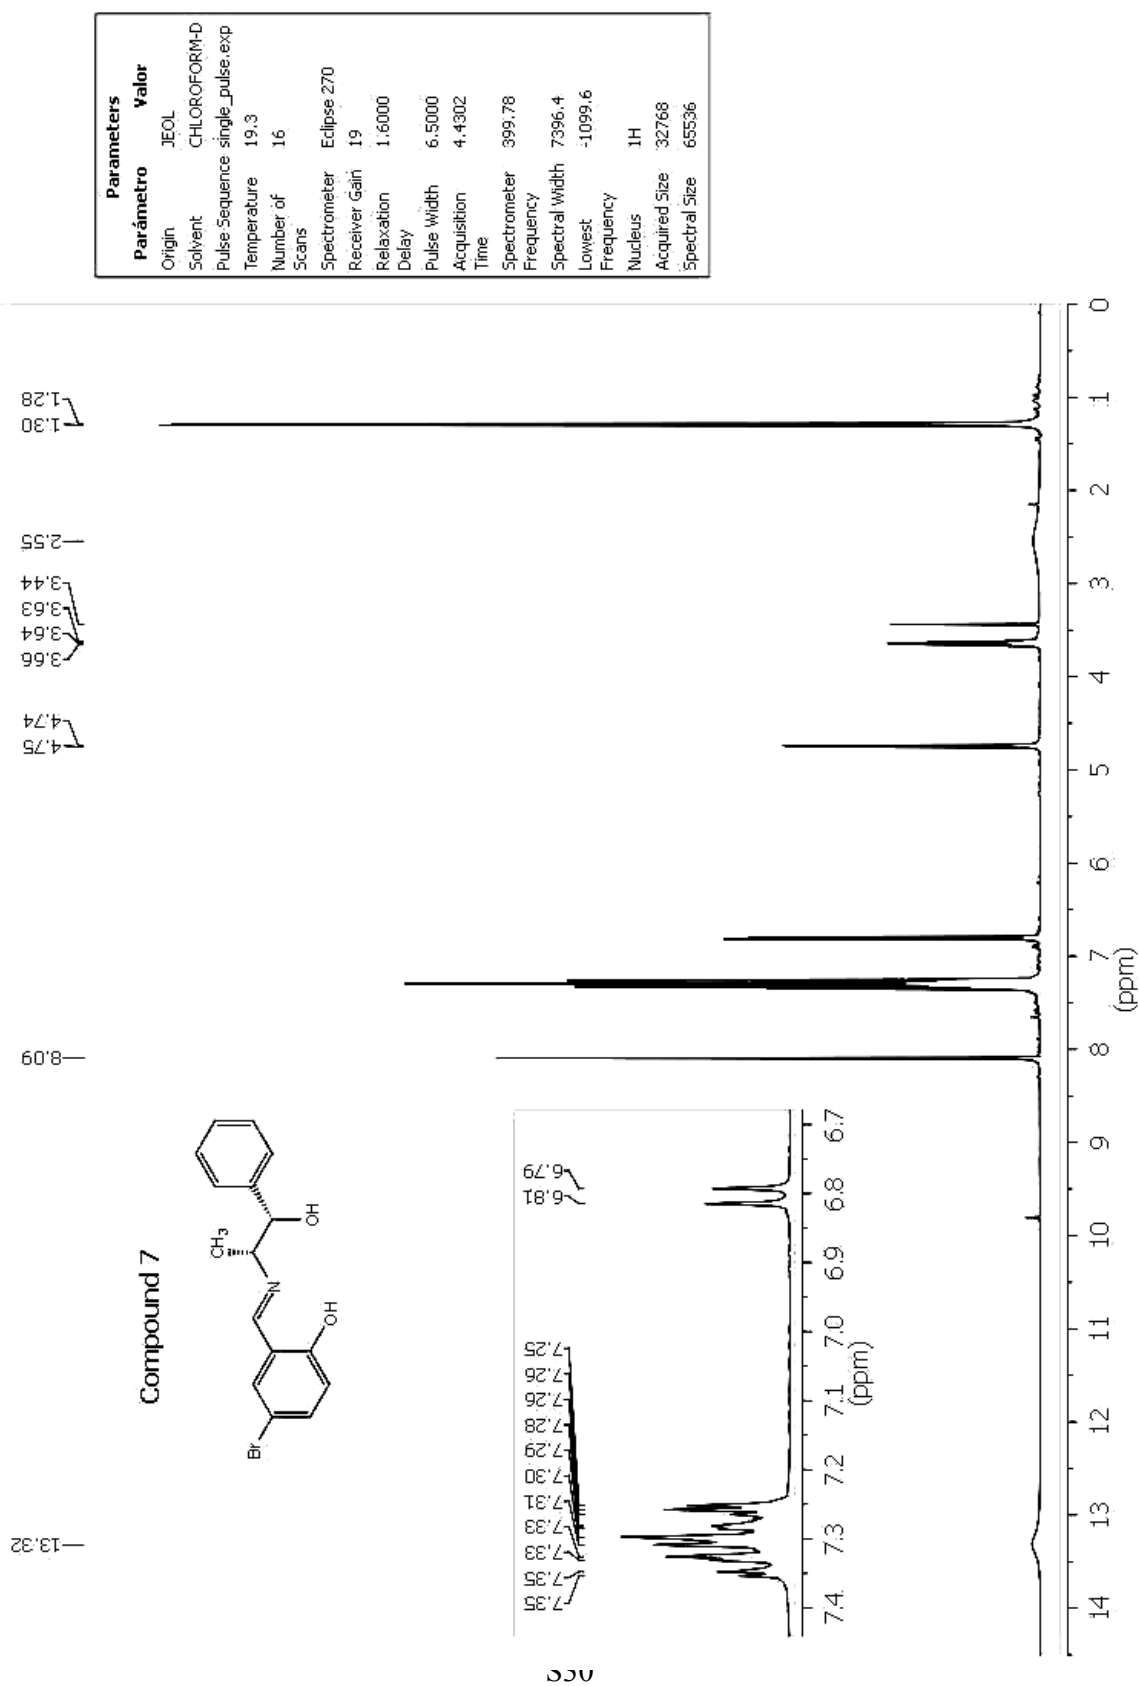 Parameters
Parámetro Valor
Origin JEOL
Solvent CHLOROFORM-D
Pulse Sequence single_pulse.exp
Temperature 19.3
Number of 16
Scans
Spectrometer Eclipse 270
Receiver Gain 19
Relaxation 1.6000
Delay
Pulse Width 6.5000
Acquisition 4.4302
Time
Spectrometer 399.78
Frequency
Spectral Width 7396.4
Lowest -1099.6
Frequency
Nucleus 1H
Acquired Size 32768
Spectral Size 65536
13.32
8.09
4.75
4.74
3.66
3.64
3.63
3.44
2.55
1.30
1.28
Compound 7
Br
OH
N
CH3
OH
7.35
7.35
7.33
7.33
7.31
7.30
7.29
7.28
7.26
7.26
7.25
6.81
6.79
7.4 7.3 7.2 7.1 7.0 6.9 6.8 6.7
(ppm)
14 13 12 11 10 9 8 7 6 5 4 3 2 1 0
(ppm)
S30